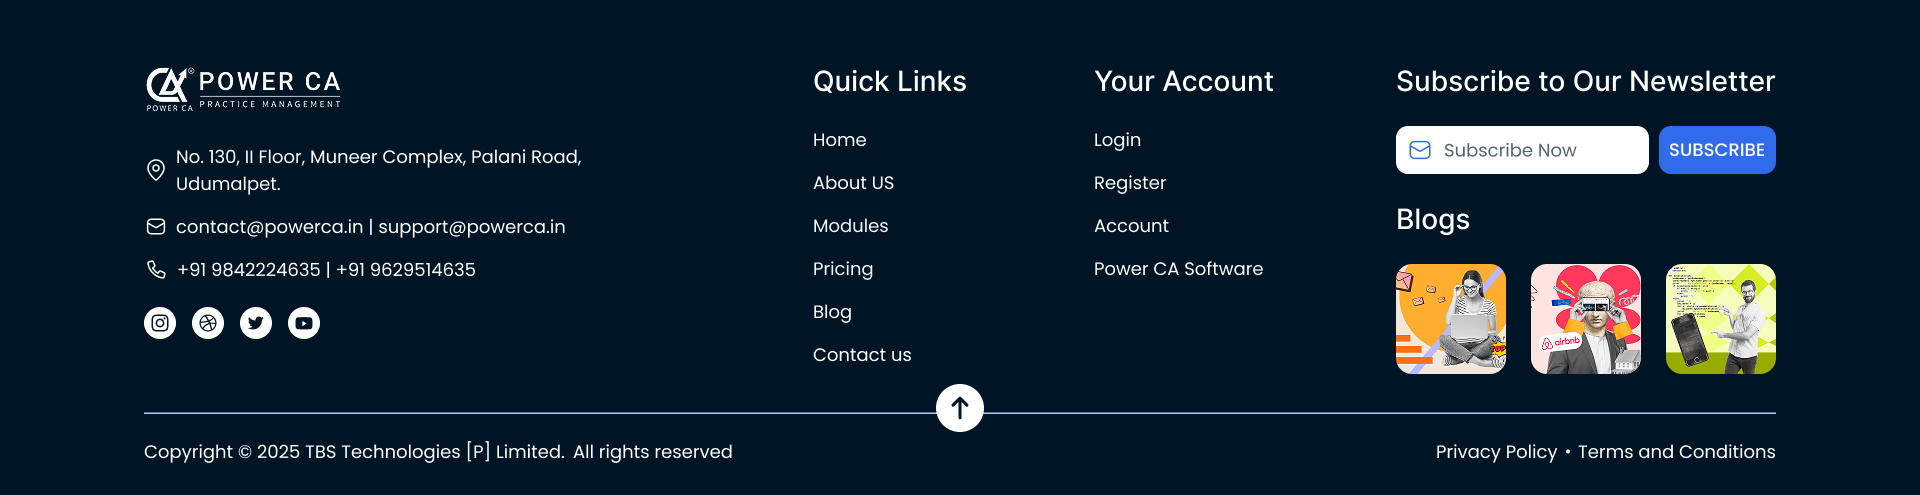 POWER CA
®
POWER CA
PRACTICE MANAGEMENT
No. 130, II Floor, Muneer Complex, Palani Road,
Udumalpet.
contact@powerca.in | support@powerca.in
+91 9842224635 | +91 9629514635
Quick Links
Home
About US
Modules
Pricing
Blog
Contact us
Your Account
Login
Register
Account
Power CA Software
Subscribe to Our Newsletter
Subscribe Now
SUBSCRIBE
Blogs
TOP
airbnb
Copyright © 2025 TBS Technologies [P] Limited. All rights reserved
Privacy Policy • Terms and Conditions